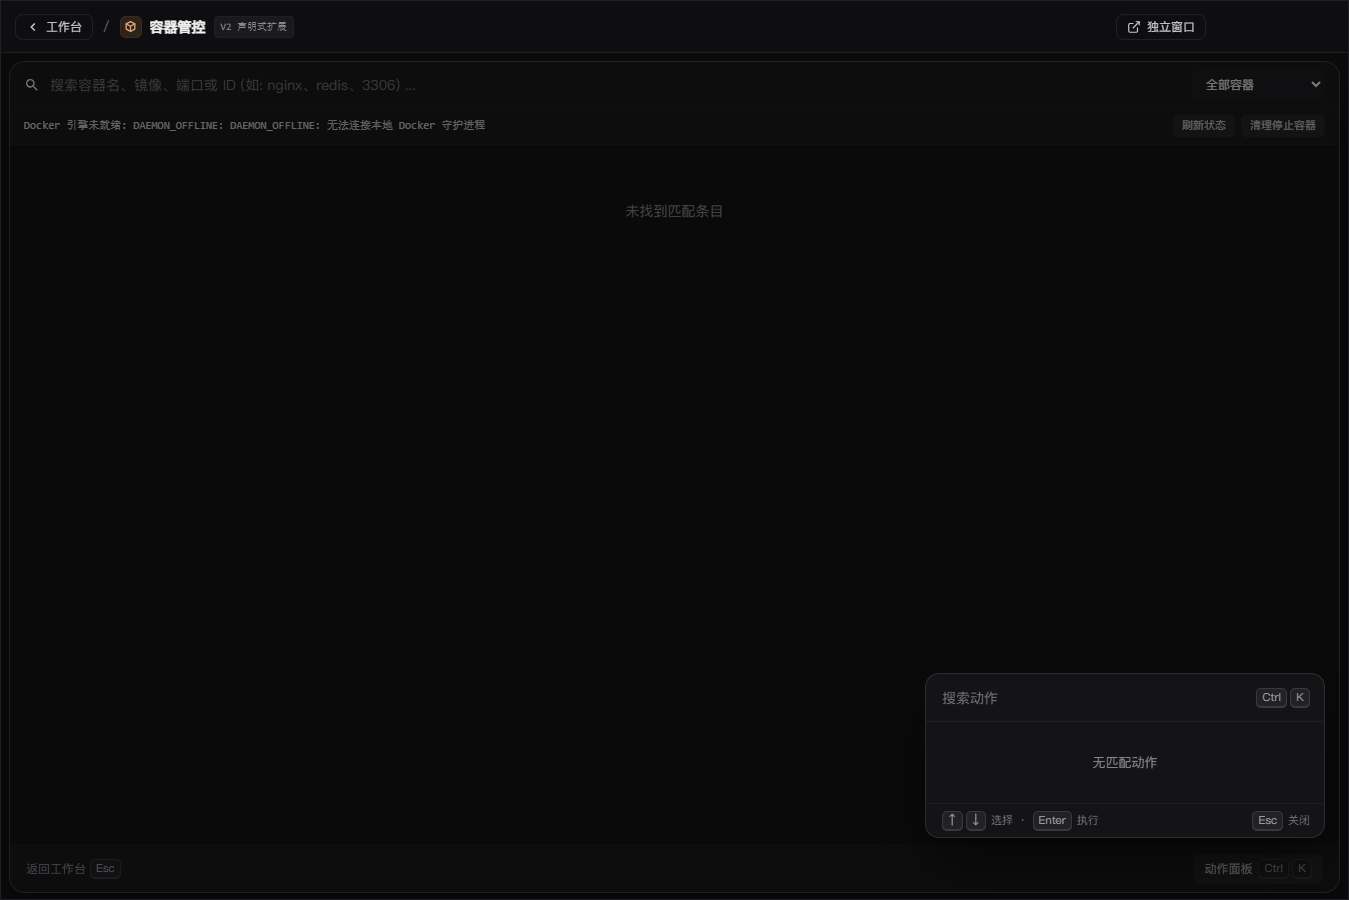 工作台 / 容器管控 V2 声明式扩展 独立窗口
搜索容器名、镜像、端口或 ID (如: nginx、redis、3306) ... 全部容器
Docker 引擎未就绪: DAEMON_OFFLINE: DAEMON_OFFLINE: 无法连接本地 Docker 守护进程 刷新状态 清理停止容器
未找到匹配条目
搜索动作 Ctrl K
无匹配动作
↑ ↓ 选择 · Enter 执行 Esc 关闭
返回工作台 Esc 动作面板 Ctrl K